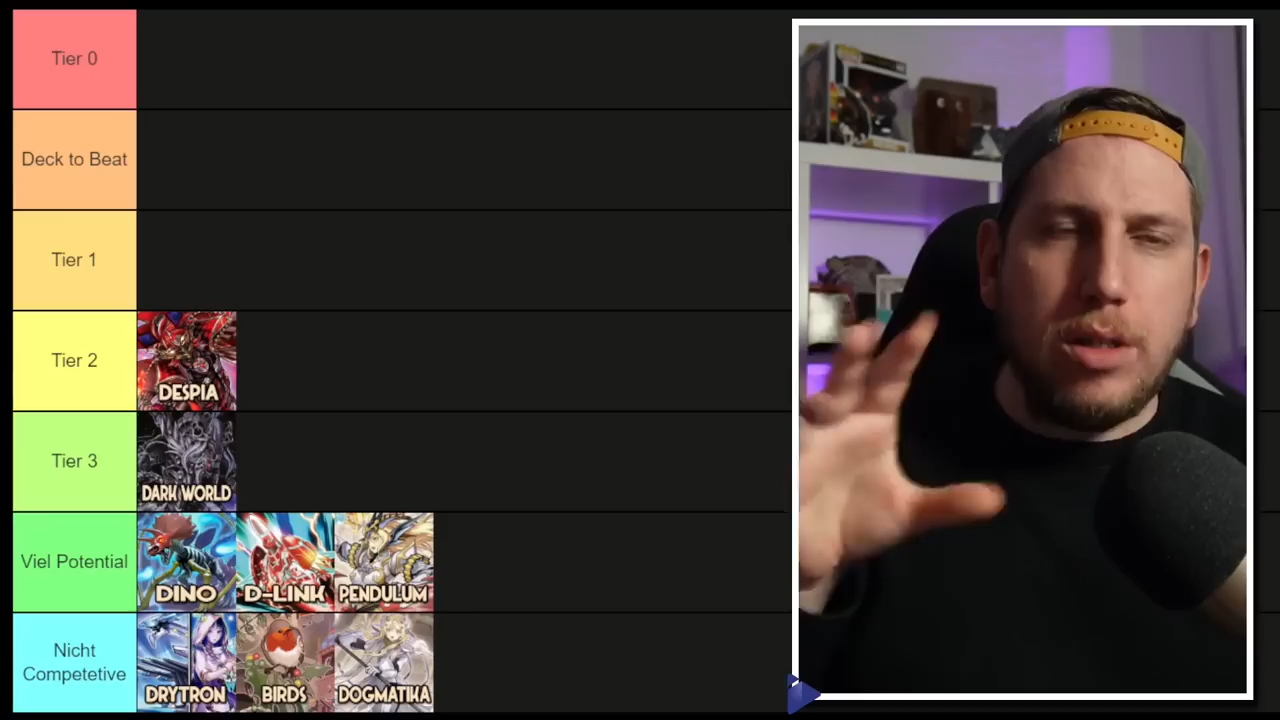 Tier 0
Deck to Beat
Tier 1
Tier 2
DESPIA
Tier 3
DARK WORLD
Viel Potential
DINO
D-LINK
PENDULUM
Nicht
Competetive
DRYTRON
BIRDS
DOGMATIKA